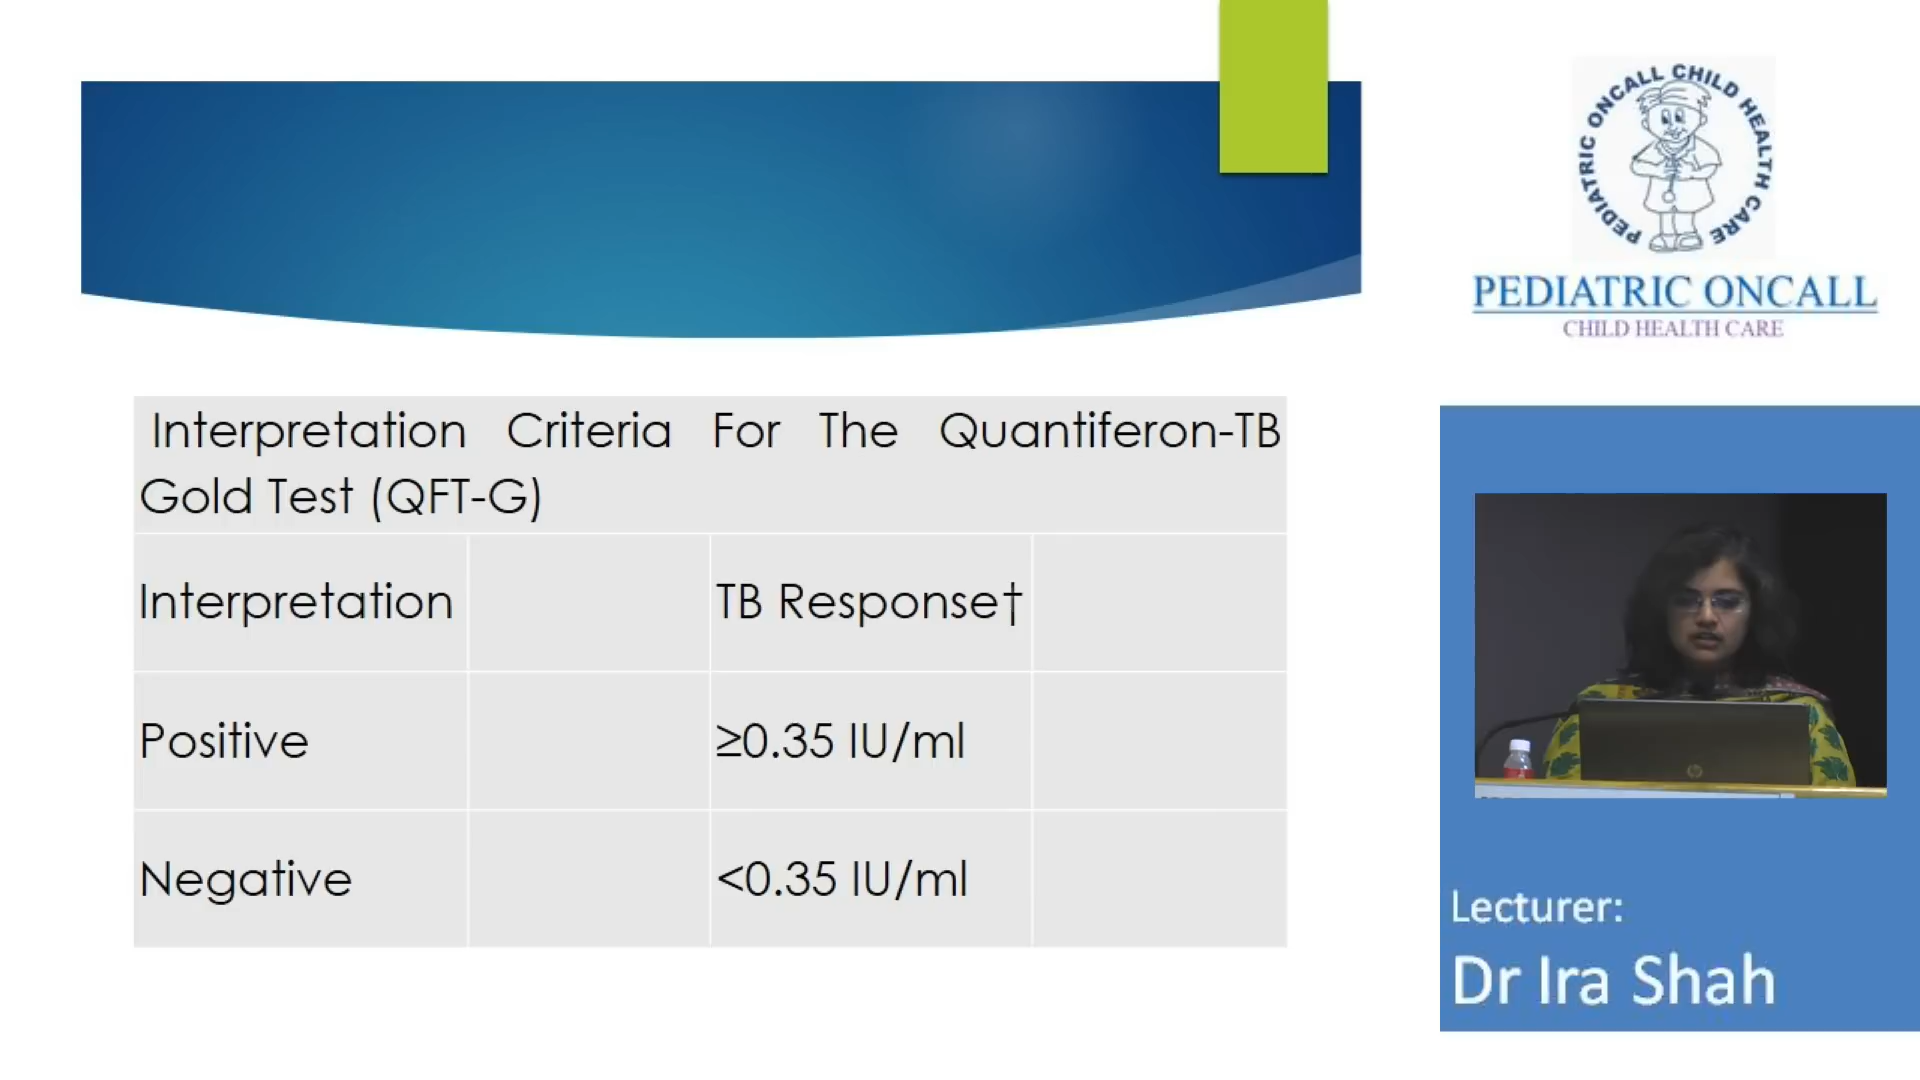 Interpretation Criteria For The Quantiferon-TB
Gold Test (QFT-G)
Interpretation TB Response†
Positive ≥0.35 IU/ml
Negative <0.35 IU/ml
PEDIATRIC ONCALL CHILD HEALTH CARE
PEDIATRIC ONCALL
CHILD HEALTH CARE
Lecturer:
Dr Ira Shah